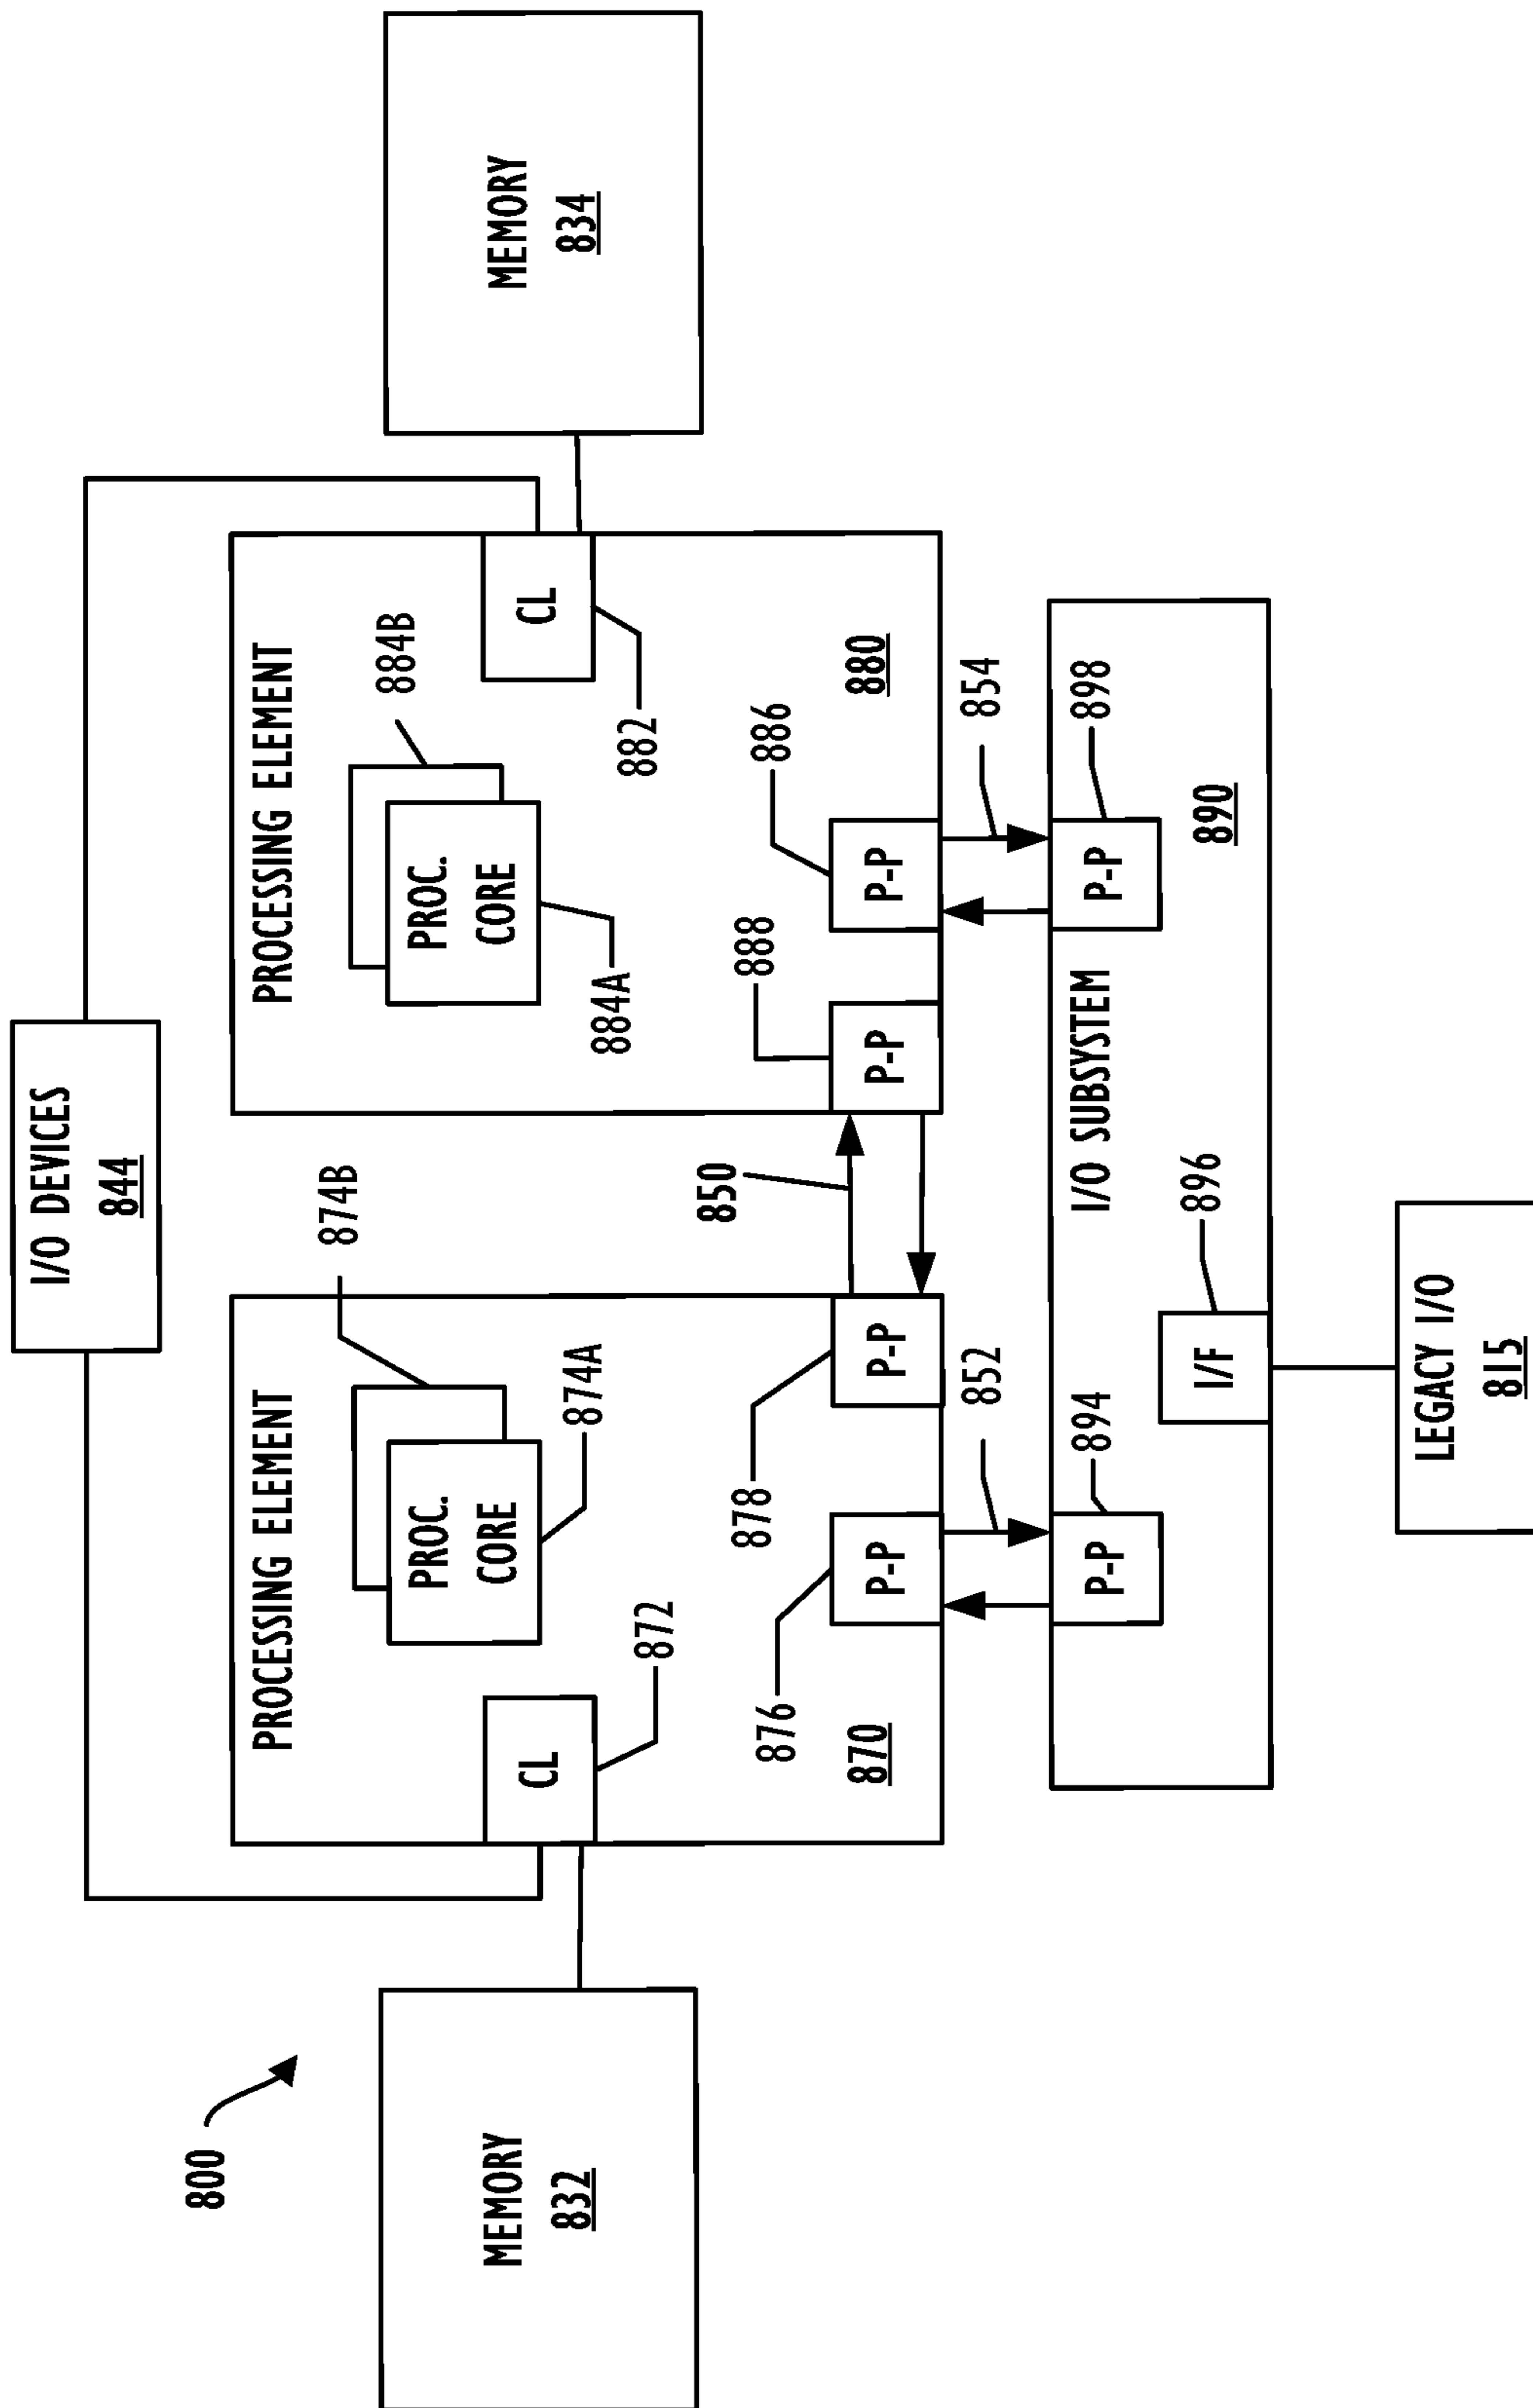 800
I/O DEVICES
844
PROCESSING ELEMENT
874B
PROC.
CORE
874A
CL
872
MEMORY
832
876
870
P-P
878
P-P
850
PROCESSING ELEMENT
884B
PROC.
CORE
884A
CL
882
MEMORY
834
888
P-P
886
P-P
880
852
854
894
P-P
I/O SUBSYSTEM
898
P-P
890
896
I/F
LEGACY I/O
815